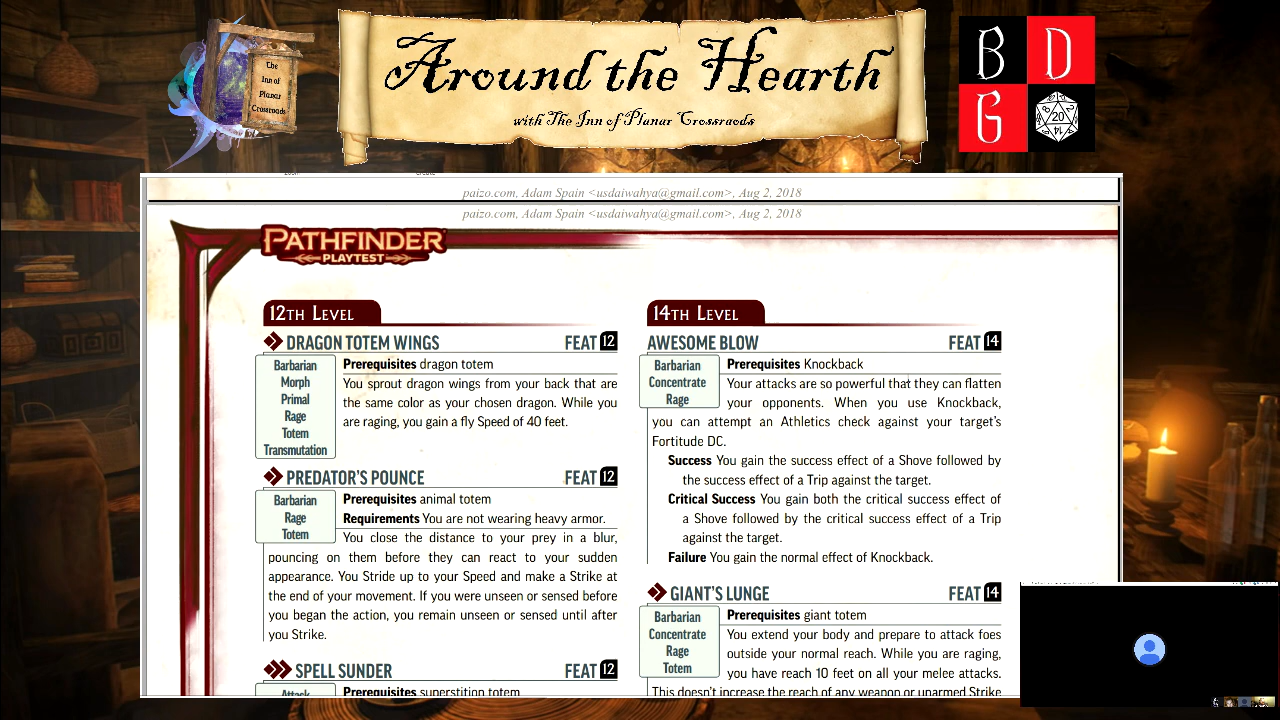 The
Inn of
Planar
Crossroads
Around the Hearth
with The Inn of Planar Crossraods
B D
G 20
paizo.com, Adam Spain <usdaiwahya@gmail.com>, Aug 2, 2018
paizo.com, Adam Spain <usdaiwahya@gmail.com>, Aug 2, 2018
PATHFINDER
PLAYTEST
12TH LEVEL
DRAGON TOTEM WINGS FEAT 12
Barbarian
Morph
Primal
Rage
Totem
Transmutation
Prerequisites dragon totem
You sprout dragon wings from your back that are
the same color as your chosen dragon. While you
are raging, you gain a fly Speed of 40 feet.
PREDATOR'S POUNCE FEAT 12
Barbarian
Rage
Totem
Prerequisites animal totem
Requirements You are not wearing heavy armor.
You close the distance to your prey in a blur,
pouncing on them before they can react to your sudden
appearance. You Stride up to your Speed and make a Strike at
the end of your movement. If you were unseen or sensed before
you began the action, you remain unseen or sensed until after
you Strike.
SPELL SUNDER FEAT 12
Attack
Prerequisites superstition totem
14TH LEVEL
AWESOME BLOW FEAT 14
Barbarian
Concentrate
Rage
Prerequisites Knockback
Your attacks are so powerful that they can flatten
your opponents. When you use Knockback,
you can attempt an Athletics check against your target's
Fortitude DC.
Success You gain the success effect of a Shove followed by
the success effect of a Trip against the target.
Critical Success You gain both the critical success effect of
a Shove followed by the critical success effect of a Trip
against the target.
Failure You gain the normal effect of Knockback.
GIANT'S LUNGE FEAT 14
Barbarian
Concentrate
Rage
Totem
Prerequisites giant totem
You extend your body and prepare to attack foes
outside your normal reach. While you are raging,
you have reach 10 feet on all your melee attacks.
This doesn't increase the reach of any weapon or unarmed Strike